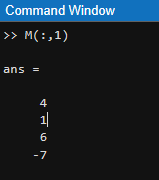 Command Window
>> M(:,1)
ans =
4
1
6
-7